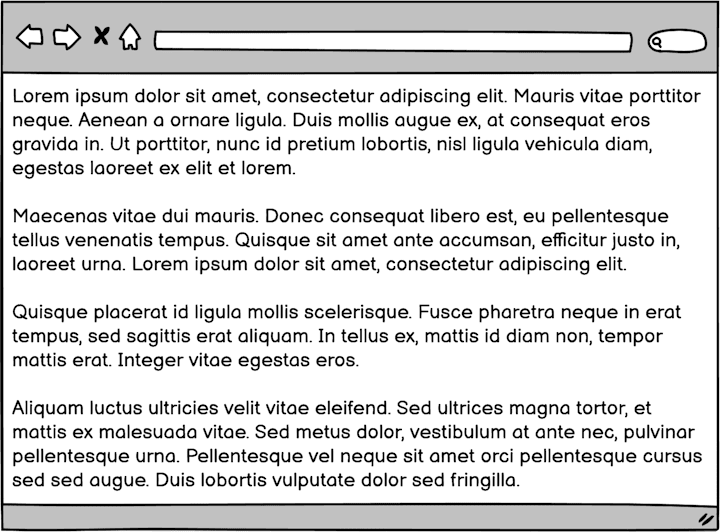 Lorem ipsum dolor sit amet, consectetur adipiscing elit. Mauris vitae porttitor
neque. Aenean a ornare ligula. Duis mollis augue ex, at consequat eros
gravida in. Ut porttitor, nunc id pretium lobortis, nisl ligula vehicula diam,
egestas laoreet ex elit et lorem.
Maecenas vitae dui mauris. Donec consequat libero est, eu pellentesque
tellus venenatis tempus. Quisque sit amet ante accumsan, efficitur justo in,
laoreet urna. Lorem ipsum dolor sit amet, consectetur adipiscing elit.
Quisque placerat id ligula mollis scelerisque. Fusce pharetra neque in erat
tempus, sed sagittis erat aliquam. In tellus ex, mattis id diam non, tempor
mattis erat. Integer vitae egestas eros.
Aliquam luctus ultricies velit vitae eleifend. Sed ultrices magna tortor, et
mattis ex malesuada vitae. Sed metus dolor, vestibulum at ante nec, pulvinar
pellentesque urna. Pellentesque vel neque sit amet orci pellentesque cursus
sed sed augue. Duis lobortis vulputate dolor sed fringilla.